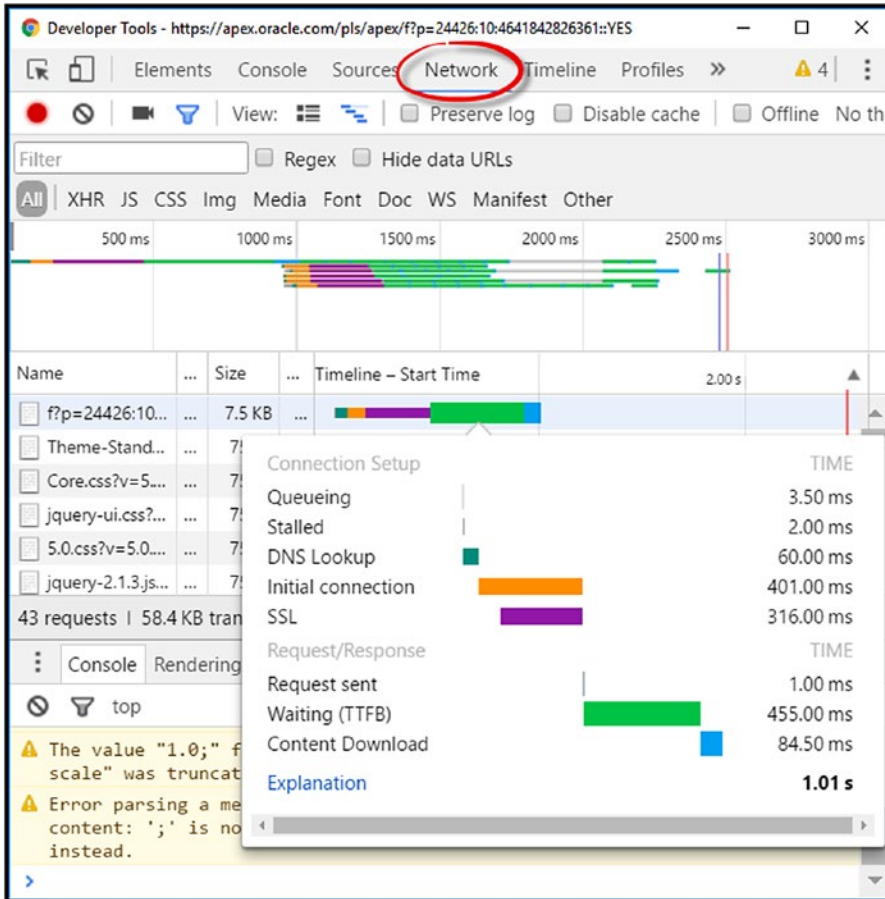 Developer Tools - https://apex.oracle.com/pls/apex/f?p=24426:10:4641842826361::YES
Elements Console Sources Network Timeline Profiles » 4
View: Preserve log Disable cache Offline No th
Filter Regex Hide data URLs
All XHR JS CSS Img Media Font Doc WS Manifest Other
500 ms 1000 ms 1500 ms 2000 ms 2500 ms 3000 ms
Name ... Size ... Timeline – Start Time 2.00 s
f?p=24426:10... ... 7.5 KB ...
Theme-Stand... ... 75
Core.css?v=5.... ... 75
jquery-ui.css?... ... 75
5.0.css?v=5.0.... ... 75
jquery-2.1.3.js... ... 75
43 requests | 58.4 KB tran
Connection Setup TIME
Queueing 3.50 ms
Stalled 2.00 ms
DNS Lookup 60.00 ms
Initial connection 401.00 ms
SSL 316.00 ms
Request/Response TIME
Request sent 1.00 ms
Waiting (TTFB) 455.00 ms
Content Download 84.50 ms
Explanation 1.01 s
Console Rendering
top
The value "1.0;" f
scale" was truncat
Error parsing a me
content: ';' is no
instead.
>